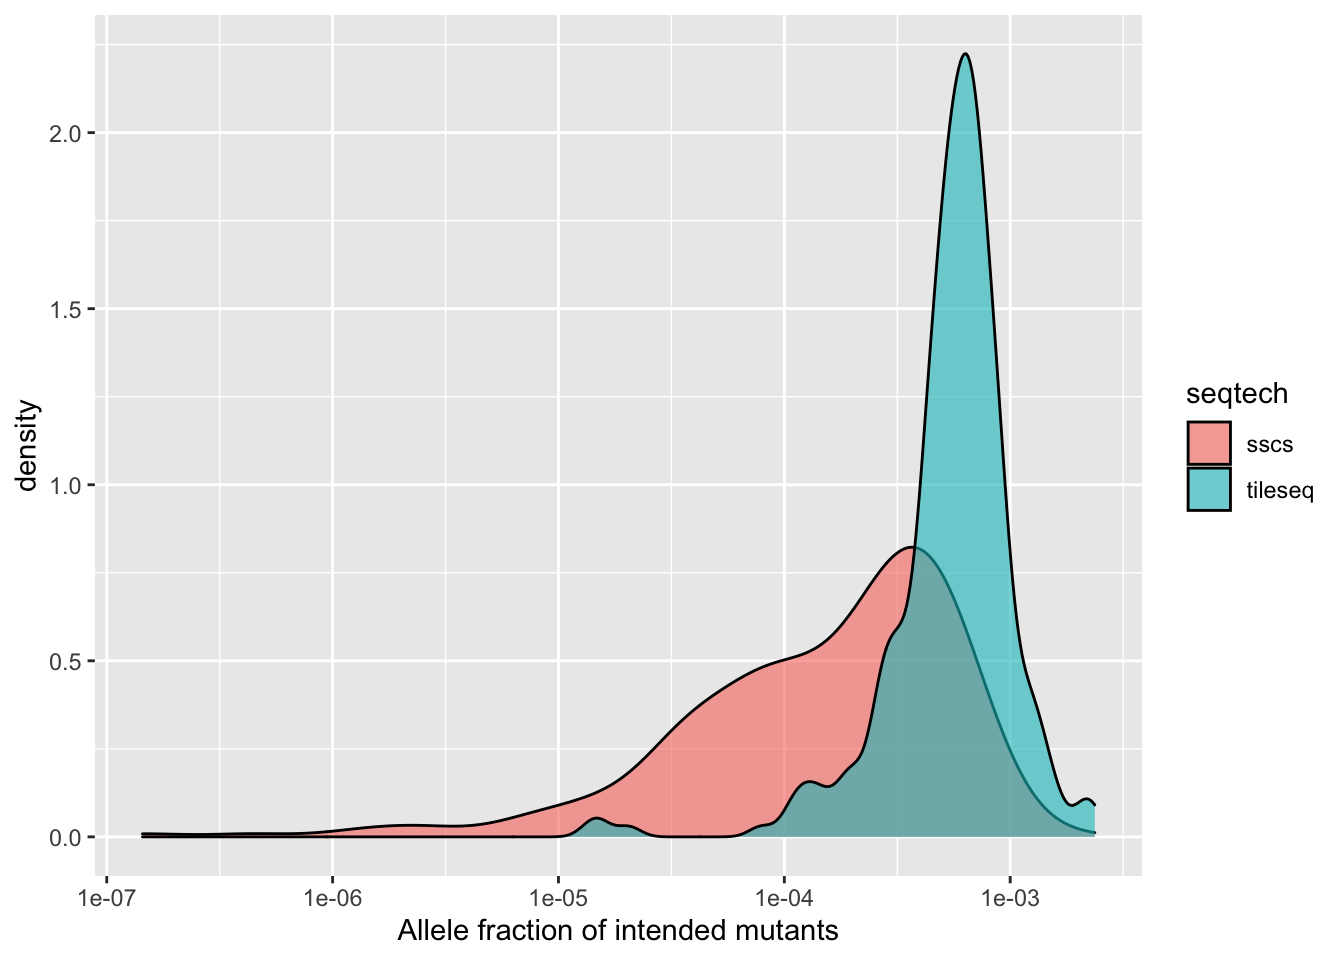 2.0
1.5
1.0
0.5
0.0
density
1e-07 1e-06 1e-05 1e-04 1e-03
Allele fraction of intended mutants
seqtech
sscs
tileseq